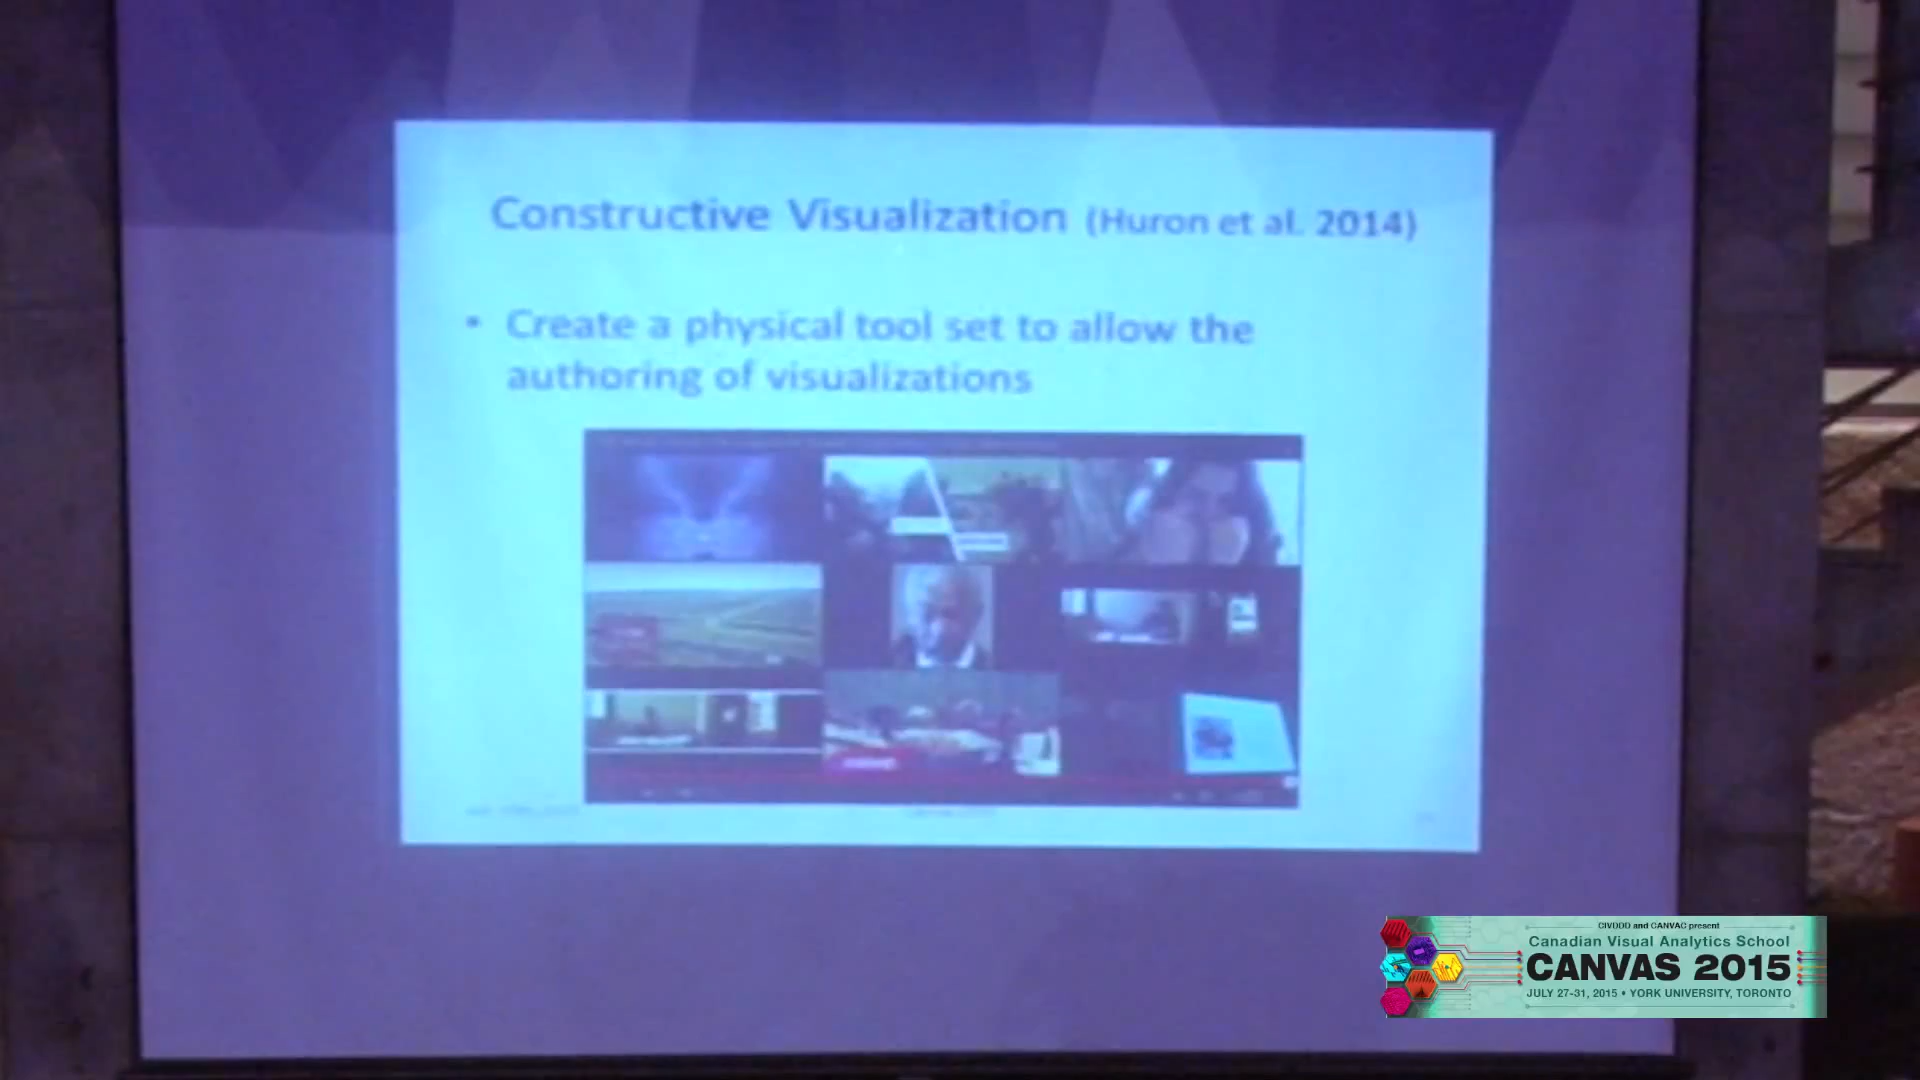 Constructive Visualization (Huron et al. 2014)
• Create a physical tool set to allow the
authoring of visualizations
CIVDDD and CANVAC present
Canadian Visual Analytics School
CANVAS 2015
JULY 27-31, 2015 • YORK UNIVERSITY, TORONTO